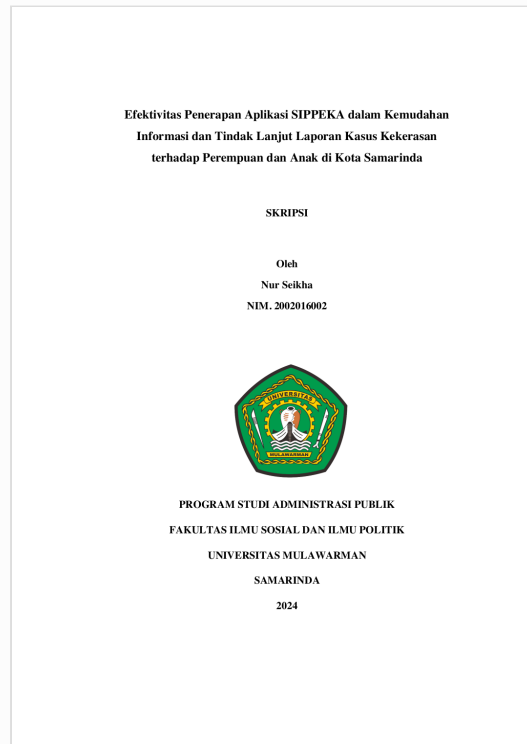 Efektivitas Penerapan Aplikasi SIPPEKA dalam Kemudahan
Informasi dan Tindak Lanjut Laporan Kasus Kekerasan
terhadap Perempuan dan Anak di Kota Samarinda
SKRIPSI
Oleh
Nur Seikha
NIM. 2002016002
UNIVERSITAS
MULAWARMAN
PROGRAM STUDI ADMINISTRASI PUBLIK
FAKULTAS ILMU SOSIAL DAN ILMU POLITIK
UNIVERSITAS MULAWARMAN
SAMARINDA
2024